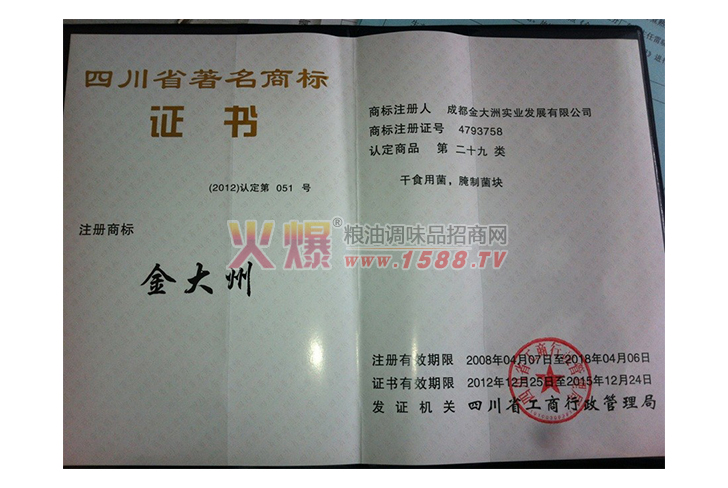 四川省著名商标
证书
(2012)认定第 051 号
注册商标
金大州
商标注册人 成都金大洲实业发展有限公司
商标注册证号 4793758
认定商品 第 二十九 类
干食用菌，腌制菌块
火爆®粮油调味品招商网
www.1588.TV
注册有效期限 2008年04月07日至2018年04月06日
证书有效期限 2012年12月25日至2015年12月24日
发证机关 四川省工商行政管理局